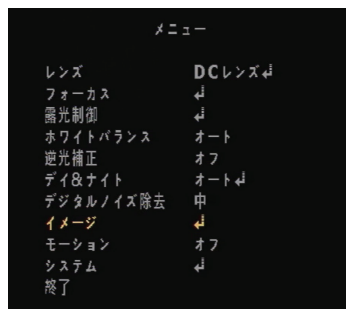 メニュー
レンズ DCレンズ↲
フォーカス ↲
露光制御 ↲
ホワイトバランス オート
逆光補正 オフ
デイ&ナイト オート↲
デジタルノイズ除去 中
イメージ ↲
モーション オフ
システム ↲
終了